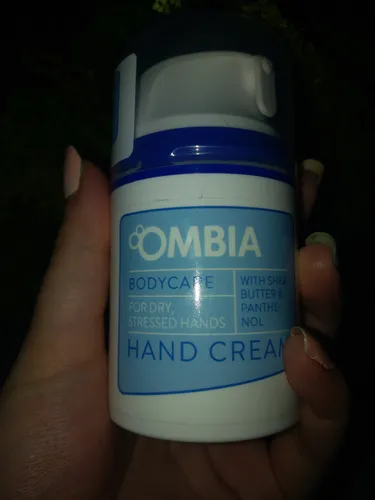 OMBIA
BODYCARE
FOR DRY,
STRESSED HANDS
WITH SHEA
BUTTER &
PANTHE-
NOL
HAND CREAM